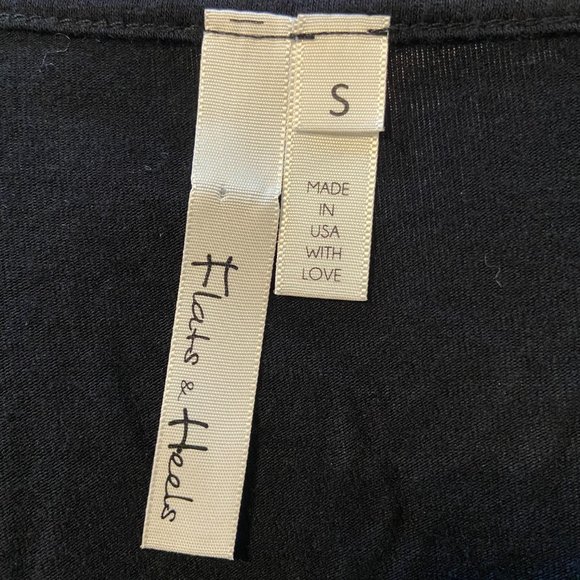 S
MADE
IN
USA
WITH
LOVE
Flats & Heels